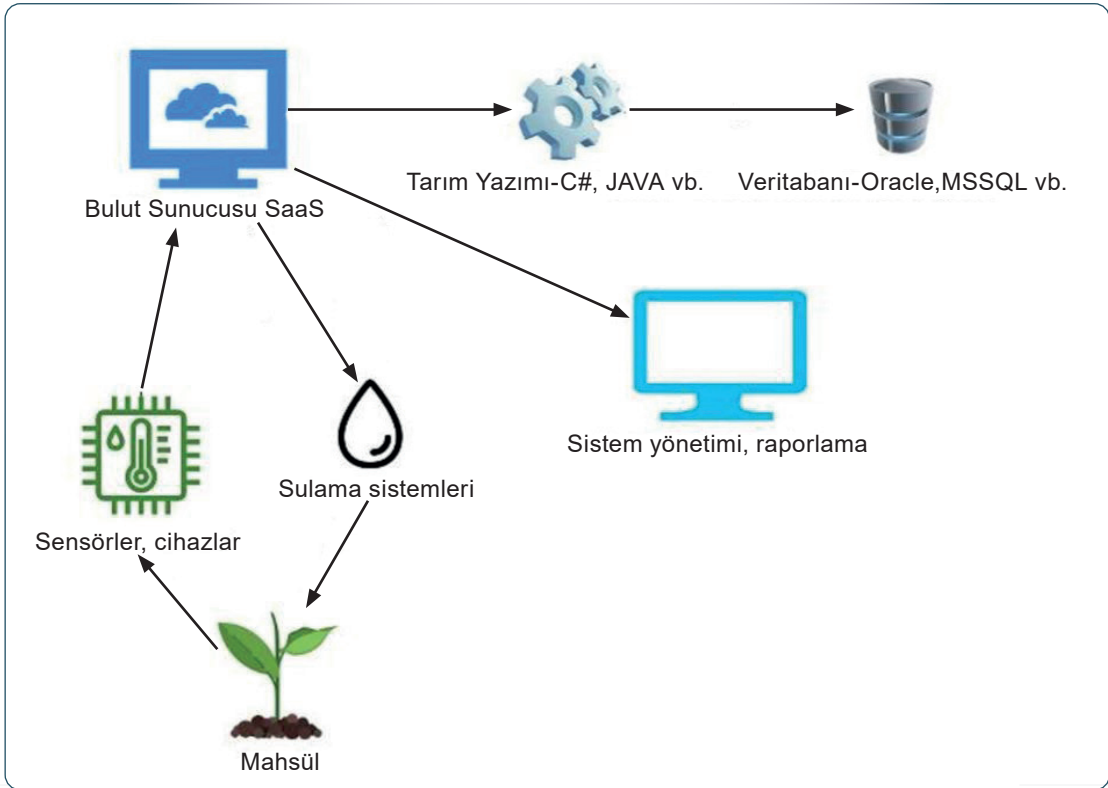 Tarım Yazımı-C#, JAVA vb.
Veritabanı-Oracle,MSSQL vb.
Bulut Sunucusu SaaS
Sistem yönetimi, raporlama
Sulama sistemleri
Sensörler, cihazlar
Mahsül